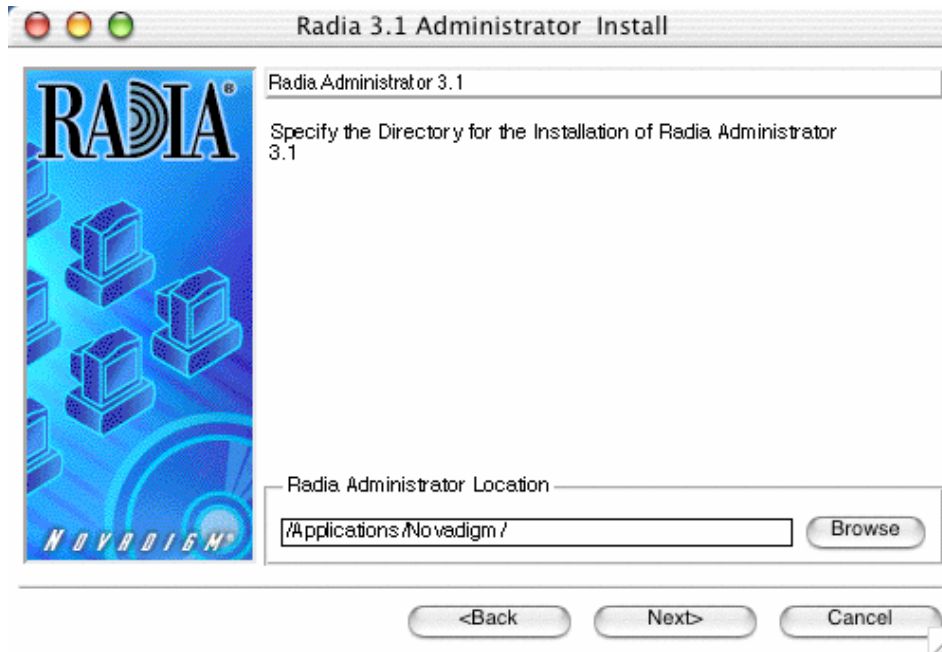 Radia 3.1 Administrator Install
RADIA®
Radia Administrator 3.1
Specify the Directory for the Installation of Radia Administrator
3.1
Radia Administrator Location
/Applications/Novadigm/
Browse
NOVADIGM®
<Back
Next>
Cancel